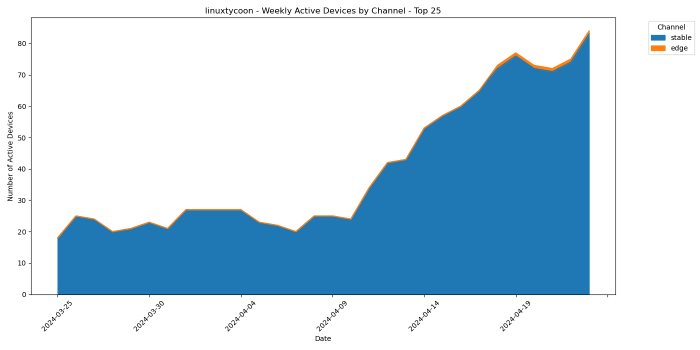 linuxtycoon - Weekly Active Devices by Channel - Top 25
Channel
stable
edge
Number of Active Devices
80
70
60
50
40
30
20
10
0
2024-03-25
2024-03-30
2024-04-04
2024-04-09
2024-04-14
2024-04-19
Date